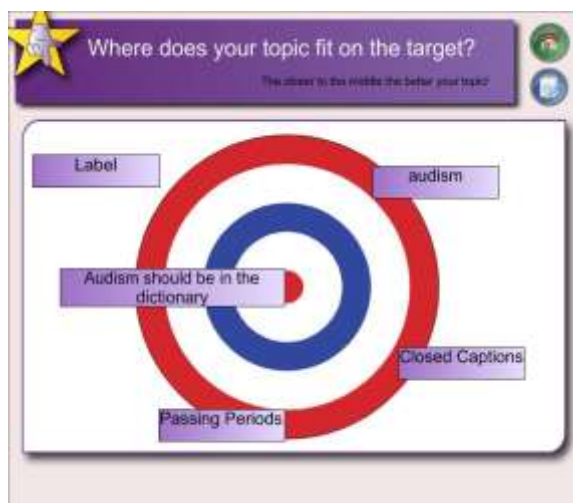 Where does your topic fit on the target?
The closer to the middle the better your topic!
Label
audism
Audism should be in the
dictionary
Closed Captions
Passing Periods